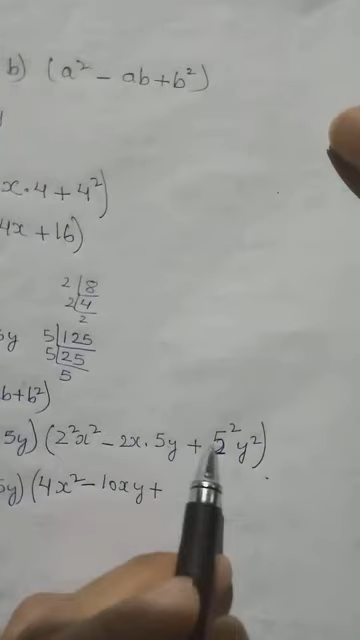 b) (a² - ab + b²)
x · 4 + 4²)
4x + 16)
2 | 8
2 | 4
2
y 5 | 125
5 | 25
5
b + b²)
5y) (2²x² - 2x · 5y + 5²y²)
5y) (4x² - 10xy +